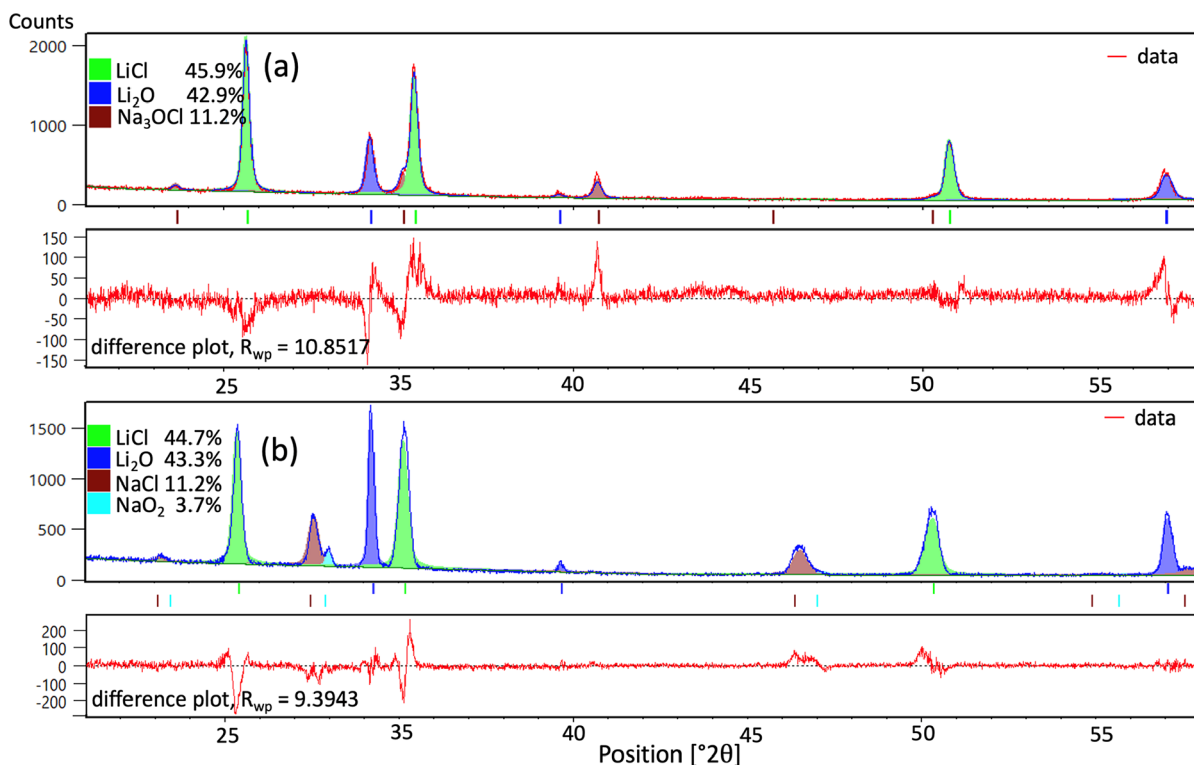 Counts
2000
1000
0
LiCl 45.9%
Li₂O 42.9%
Na₃OCl 11.2%
(a)
data
150
100
50
0
-50
-100
-150
difference plot, Rwp = 10.8517
25 35 40 45 50 55
1500
1000
500
0
LiCl 44.7%
Li₂O 43.3%
NaCl 11.2%
NaO₂ 3.7%
(b)
data
200
100
0
-100
-200
difference plot, Rwp = 9.3943
25 35 40 45 50 55
Position [°2θ]